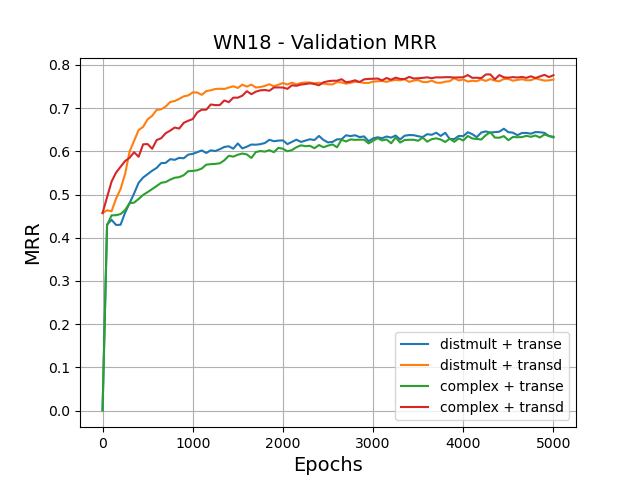 WN18 - Validation MRR
MRR
0.8
0.7
0.6
0.5
0.4
0.3
0.2
0.1
0.0
distmult + transe
distmult + transd
complex + transe
complex + transd
0 1000 2000 3000 4000 5000
Epochs